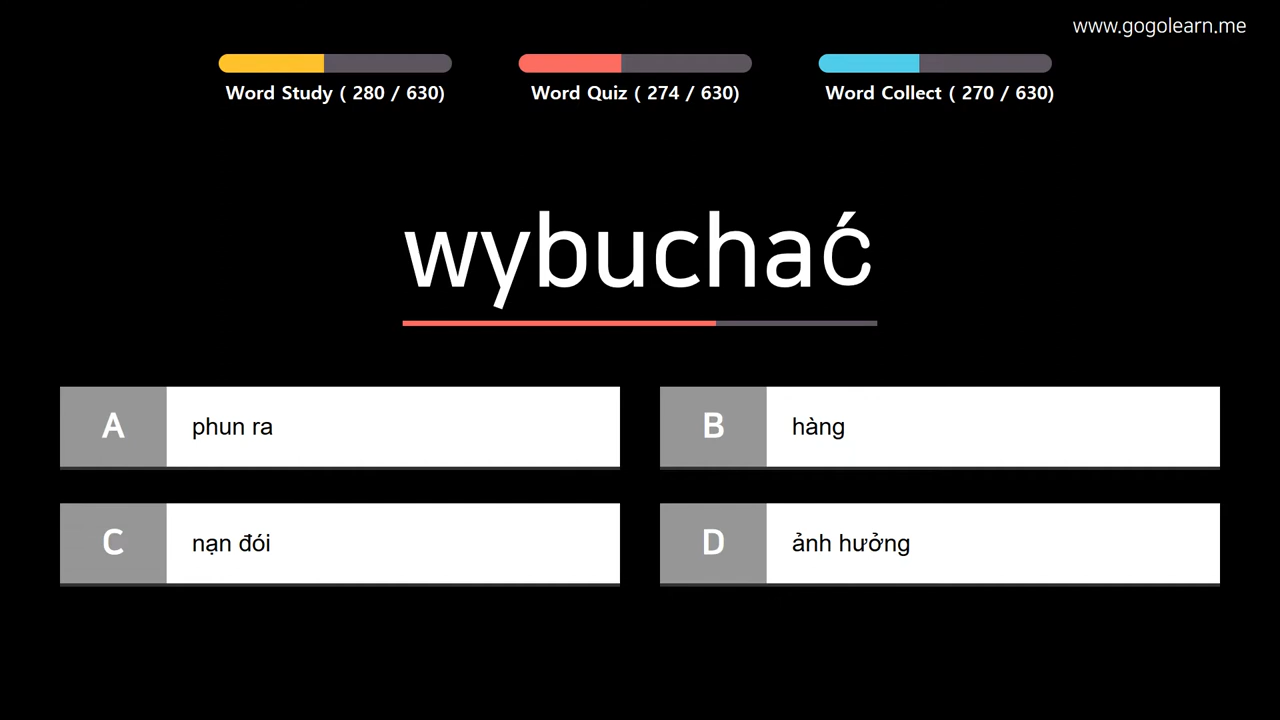 www.gogolearn.me
Word Study ( 280 / 630)
Word Quiz ( 274 / 630)
Word Collect ( 270 / 630)
wybuchać
A phun ra
B hàng
C nạn đói
D ảnh hưởng